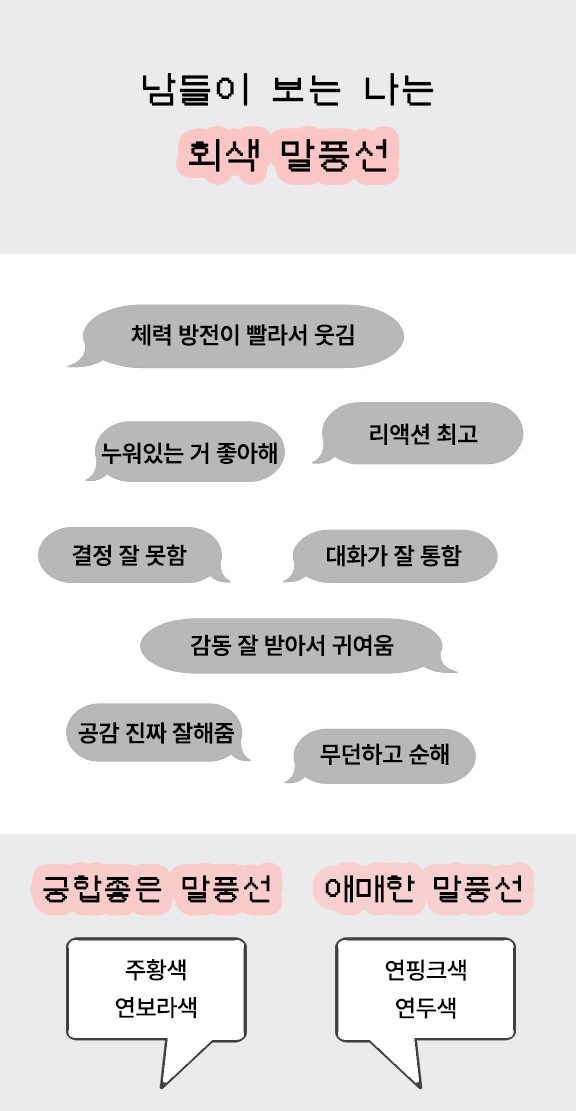 남들이 보는 나는
회색 말풍선
체력 방전이 빨라서 웃김
리액션 최고
누워있는 거 좋아해
결정 잘 못함
대화가 잘 통함
감동 잘 받아서 귀여움
공감 진짜 잘해줌
무던하고 순해
궁합좋은 말풍선
애매한 말풍선
주황색
연보라색
연핑크색
연두색